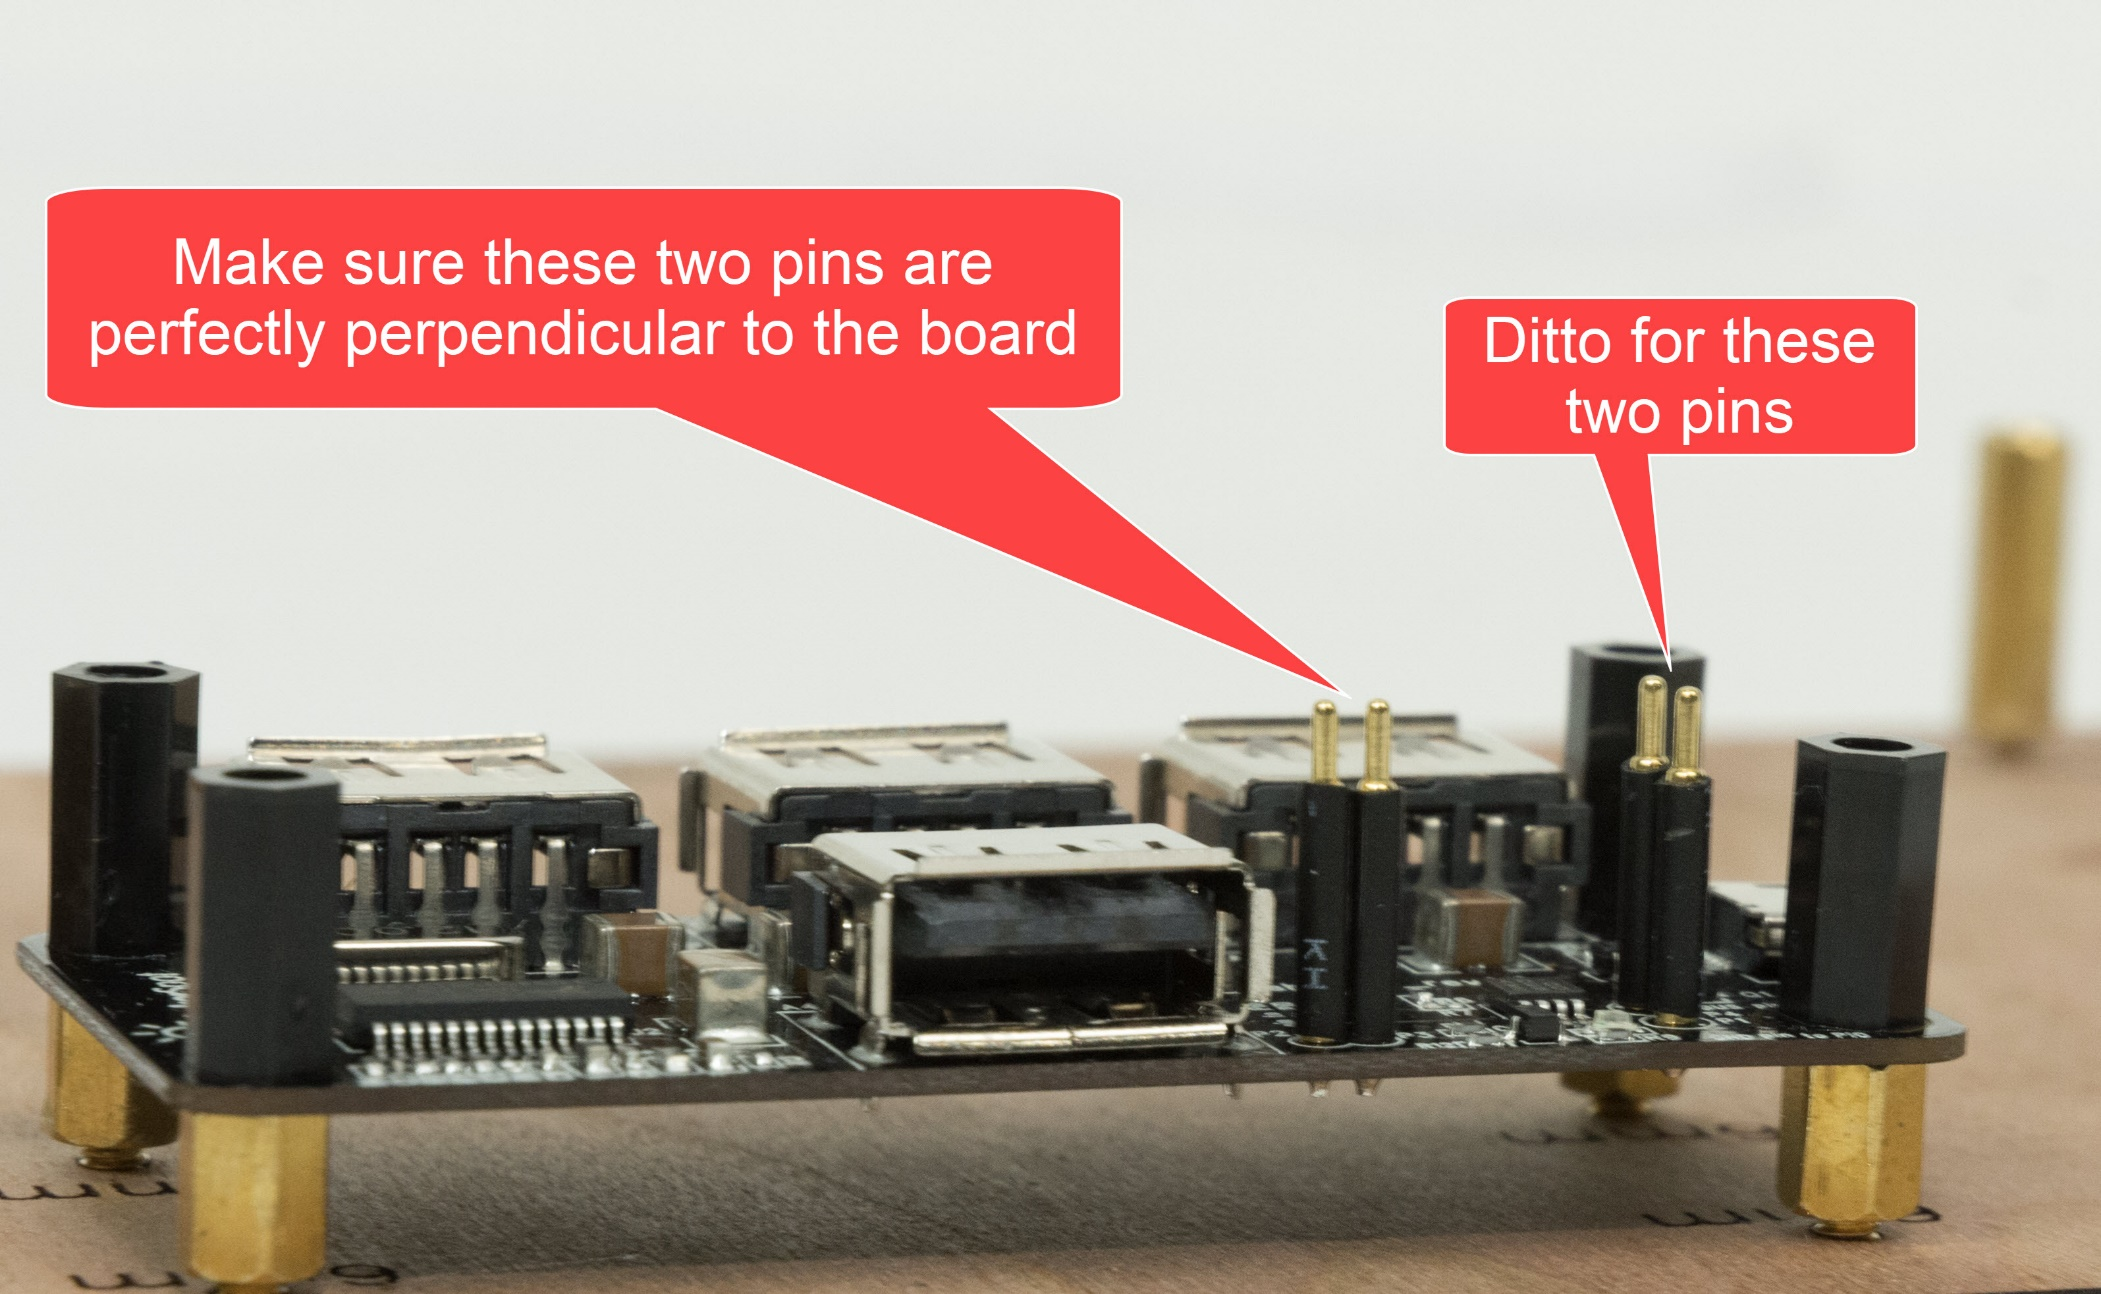 Make sure these two pins are
perfectly perpendicular to the board
Ditto for these
two pins